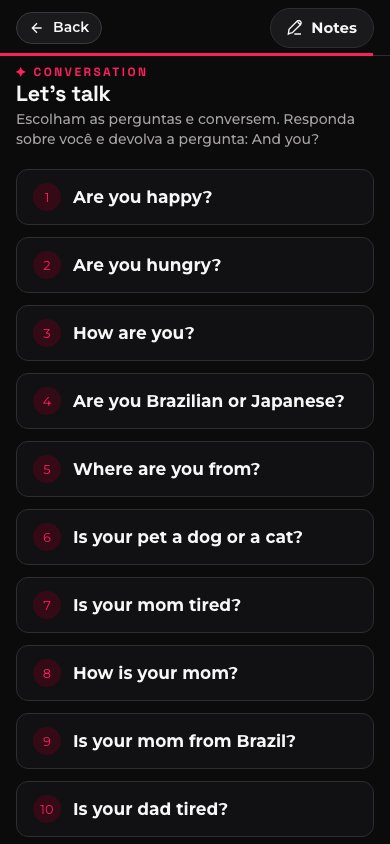 Back
Notes
CONVERSATION
Let's talk
Escolham as perguntas e conversem. Responda
sobre você e devolva a pergunta: And you?
1 Are you happy?
2 Are you hungry?
3 How are you?
4 Are you Brazilian or Japanese?
5 Where are you from?
6 Is your pet a dog or a cat?
7 Is your mom tired?
8 How is your mom?
9 Is your mom from Brazil?
10 Is your dad tired?